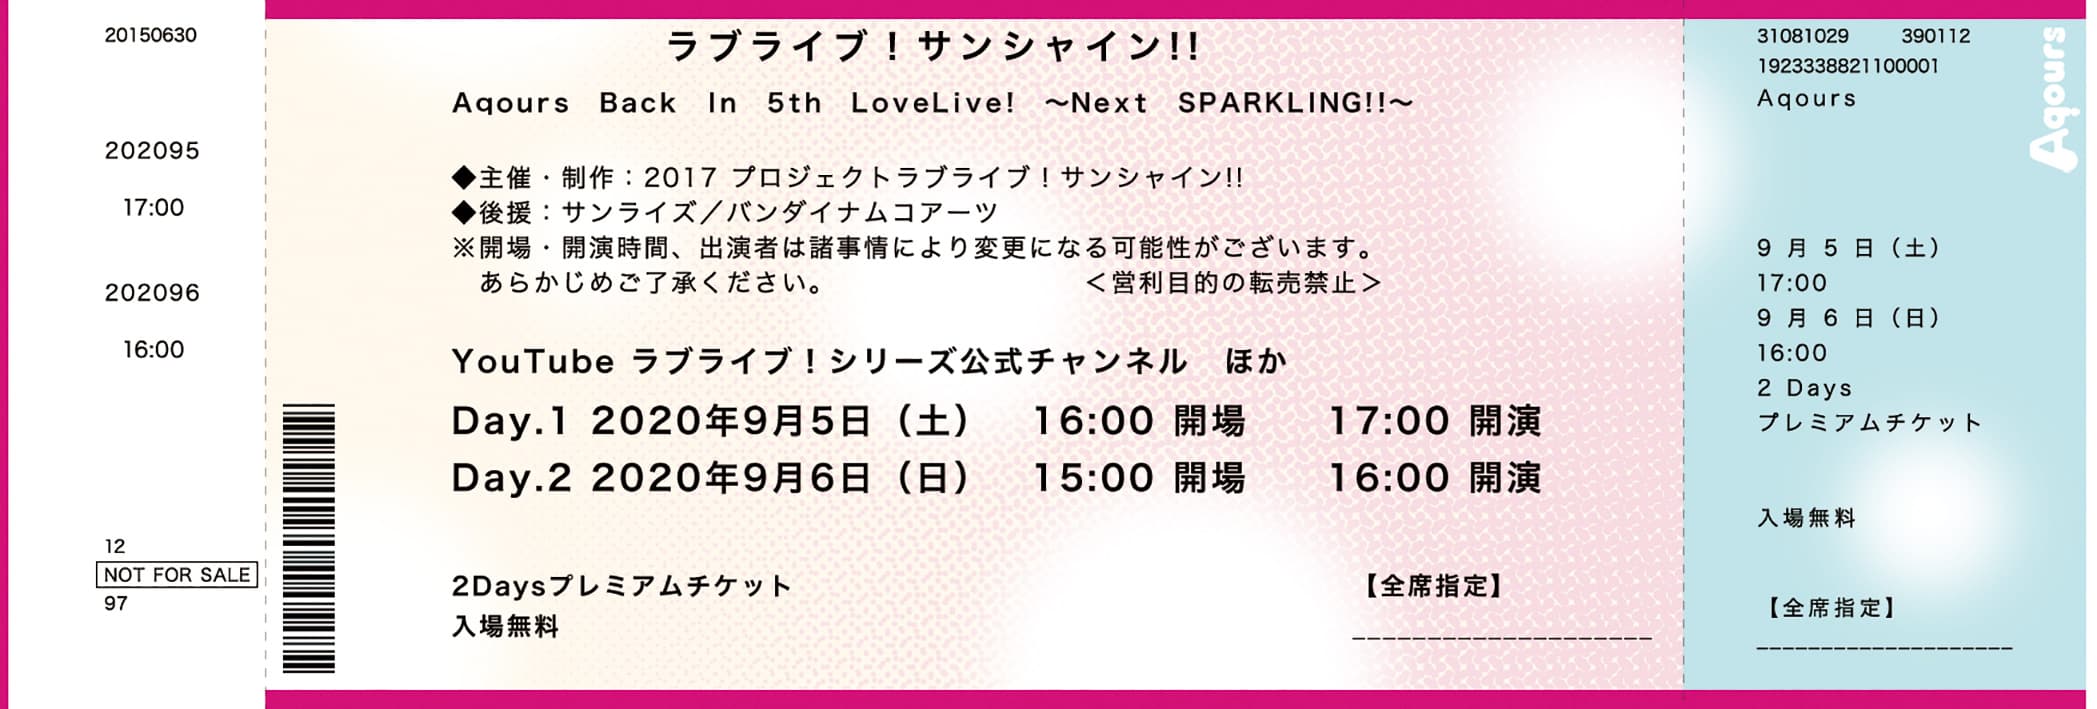 20150630
202095
17:00
202096
16:00
12
NOT FOR SALE
97
ラブライブ！サンシャイン!!
Aqours Back In 5th LoveLive! ～Next SPARKLING!!～
◆主催・制作：2017 プロジェクトラブライブ！サンシャイン!!
◆後援：サンライズ／バンダイナムコアーツ
※開場・開演時間、出演者は諸事情により変更になる可能性がございます。
あらかじめご了承ください。 ＜営利目的の転売禁止＞
YouTube ラブライブ！シリーズ公式チャンネル ほか
Day.1 2020年9月5日（土） 16:00 開場 17:00 開演
Day.2 2020年9月6日（日） 15:00 開場 16:00 開演
2Daysプレミアムチケット 【全席指定】
入場無料 ____________________
31081029 390112
1923338821100001
Aqours
9 月 5 日（土）
17:00
9 月 6 日（日）
16:00
2 Days
プレミアムチケット
入場無料
【全席指定】
____________________
Aqours